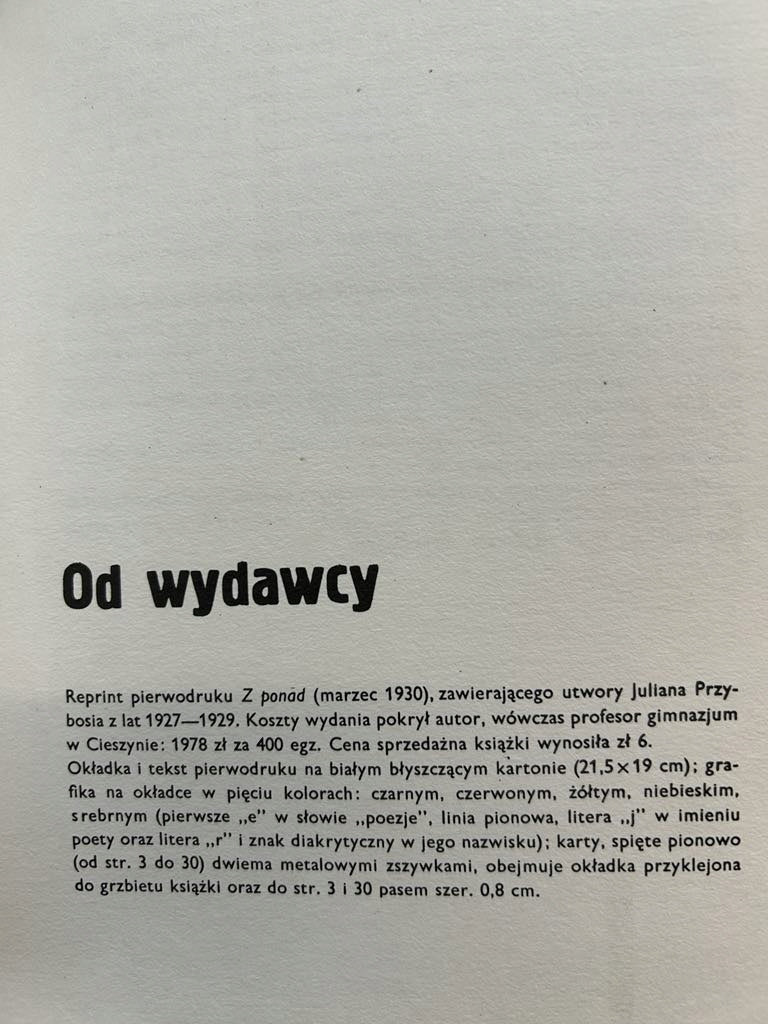 Od wydawcy
Reprint pierwodruku Z ponad (marzec 1930), zawierającego utwory Juliana Przy-
bosia z lat 1927—1929. Koszty wydania pokrył autor, wówczas profesor gimnazjum
w Cieszynie: 1978 zł za 400 egz. Cena sprzedażna książki wynosiła zł 6.
Okładka i tekst pierwodruku na białym błyszczącym kartonie (21,5×19 cm); gra-
fika na okładce w pięciu kolorach: czarnym, czerwonym, żółtym, niebieskim,
srebrnym (pierwsze „e" w słowie „poezje", linia pionowa, litera „j" w imieniu
poety oraz litera „r" i znak diakrytyczny w jego nazwisku); karty, spięte pionowo
(od str. 3 do 30) dwiema metalowymi zszywkami, obejmuje okładka przyklejona
do grzbietu książki oraz do str. 3 i 30 pasem szer. 0,8 cm.